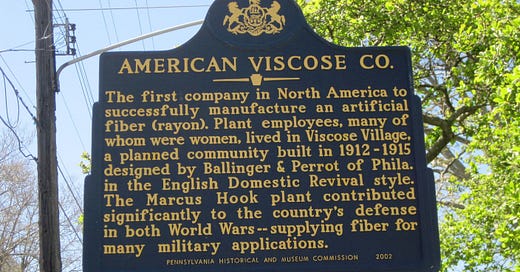 AMERICAN VISCOSE CO.
The first company in North America to
successfully manufacture an artificial
fiber (rayon). Plant employees, many of
whom were women, lived in Viscose Village,
a planned community built in 1912-1915
designed by Ballinger & Perrot of Phila.
in the English Domestic Revival style.
The Marcus Hook plant contributed
significantly to the country's defense
in both World Wars--supplying fiber for
many military applications.
PENNSYLVANIA HISTORICAL AND MUSEUM COMMISSION 2002